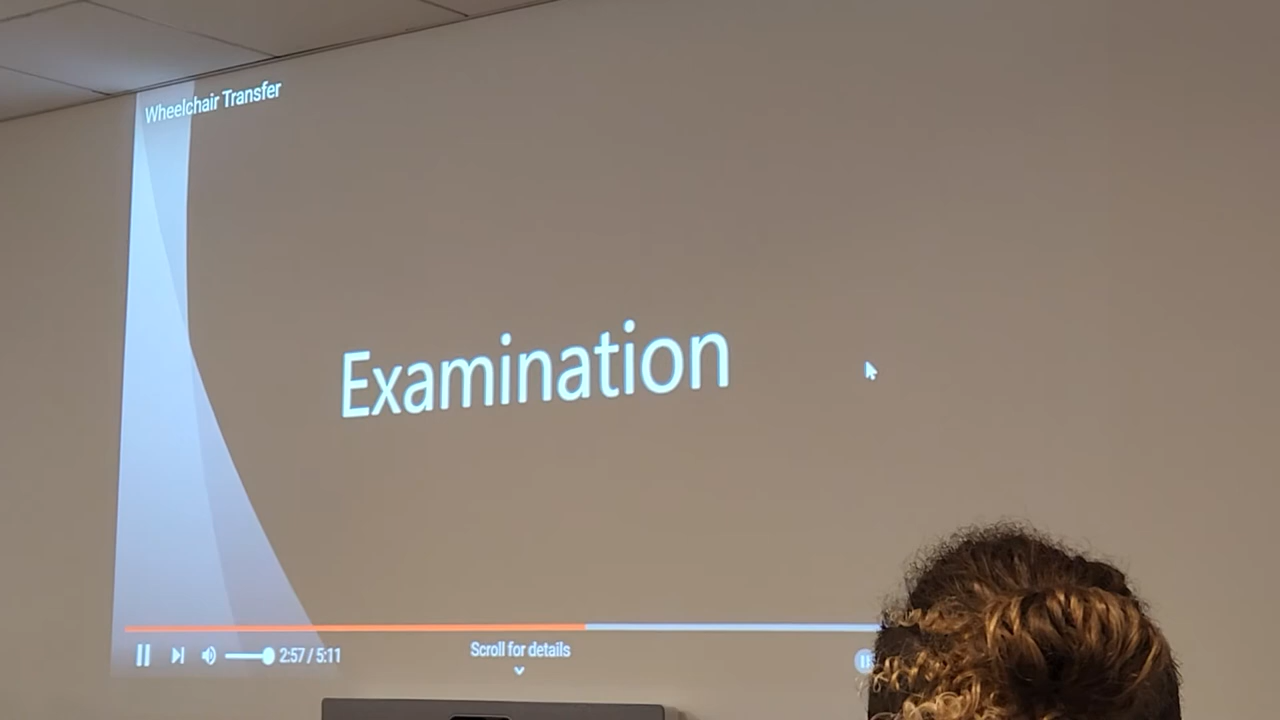 Wheelchair Transfer
Examination
2:57 / 5:11
Scroll for details